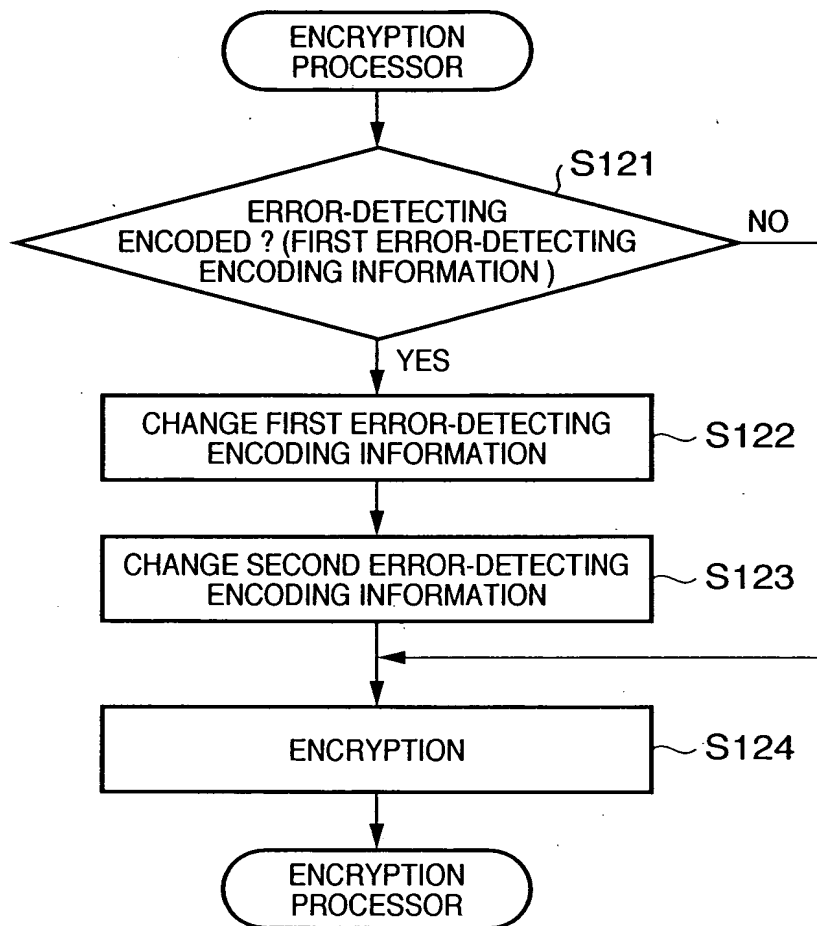 ENCRYPTION
PROCESSOR
S121
ERROR-DETECTING
ENCODED ? (FIRST ERROR-DETECTING
ENCODING INFORMATION )
NO
YES
CHANGE FIRST ERROR-DETECTING
ENCODING INFORMATION
S122
CHANGE SECOND ERROR-DETECTING
ENCODING INFORMATION
S123
ENCRYPTION
S124
ENCRYPTION
PROCESSOR